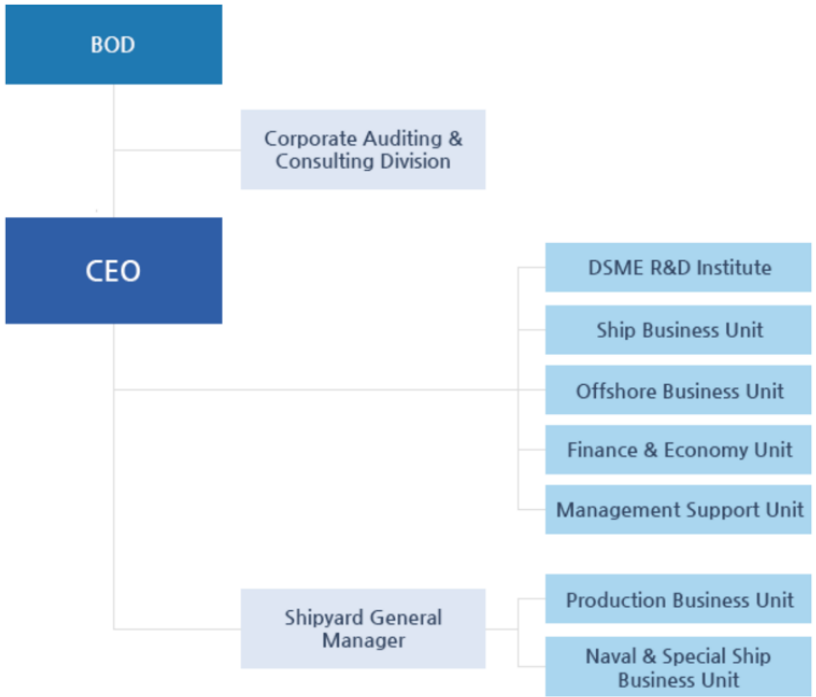 BOD
Corporate Auditing &
Consulting Division
CEO
DSME R&D Institute
Ship Business Unit
Offshore Business Unit
Finance & Economy Unit
Management Support Unit
Shipyard General
Manager
Production Business Unit
Naval & Special Ship
Business Unit